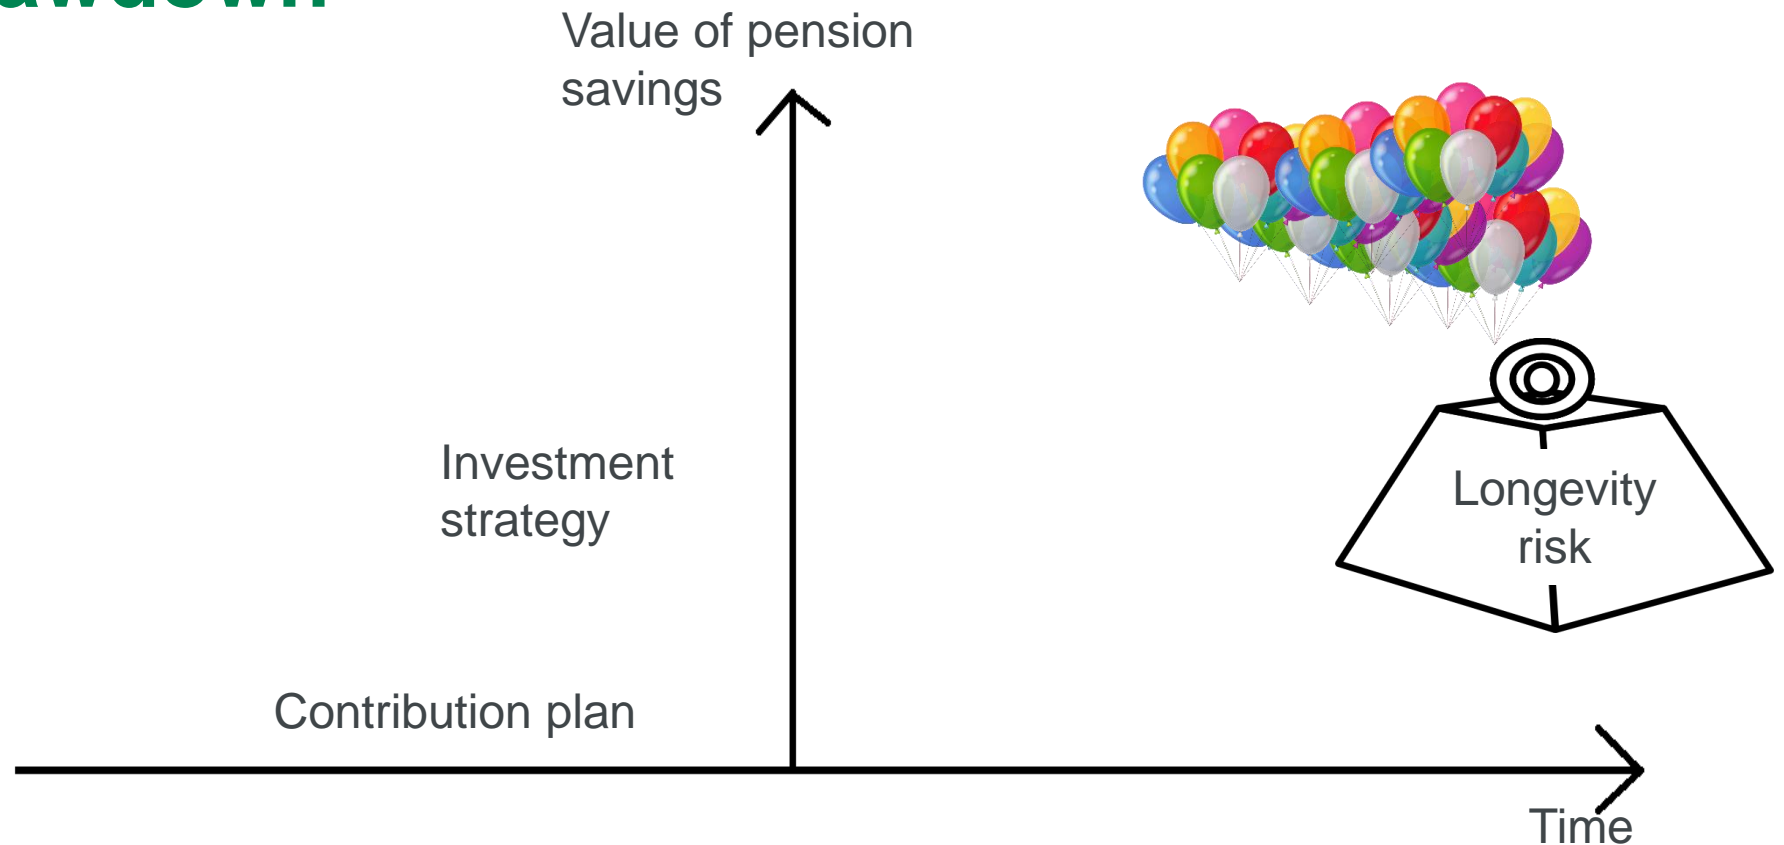 Value of pension
savings
Investment
strategy
Longevity
risk
Contribution plan
Time